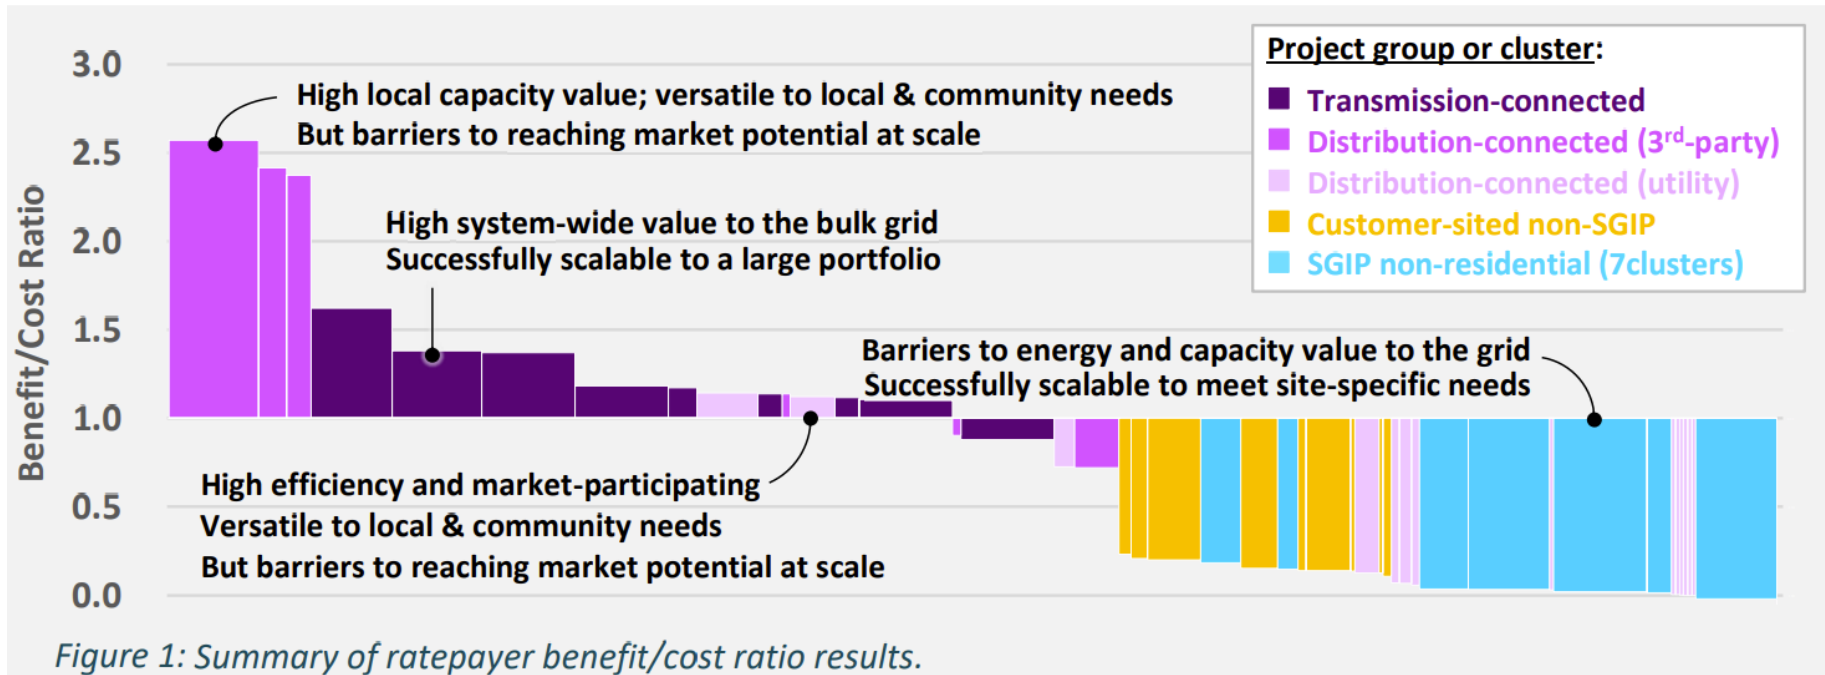 3.0
2.5
2.0
1.5
1.0
0.5
0.0
Benefit/Cost Ratio
High local capacity value; versatile to local & community needs
But barriers to reaching market potential at scale
High system-wide value to the bulk grid
Successfully scalable to a large portfolio
Project group or cluster:
Transmission-connected
Distribution-connected (3rd-party)
Distribution-connected (utility)
Customer-sited non-SGIP
SGIP non-residential (7clusters)
Barriers to energy and capacity value to the grid
Successfully scalable to meet site-specific needs
High efficiency and market-participating
Versatile to local & community needs
But barriers to reaching market potential at scale
Figure 1: Summary of ratepayer benefit/cost ratio results.